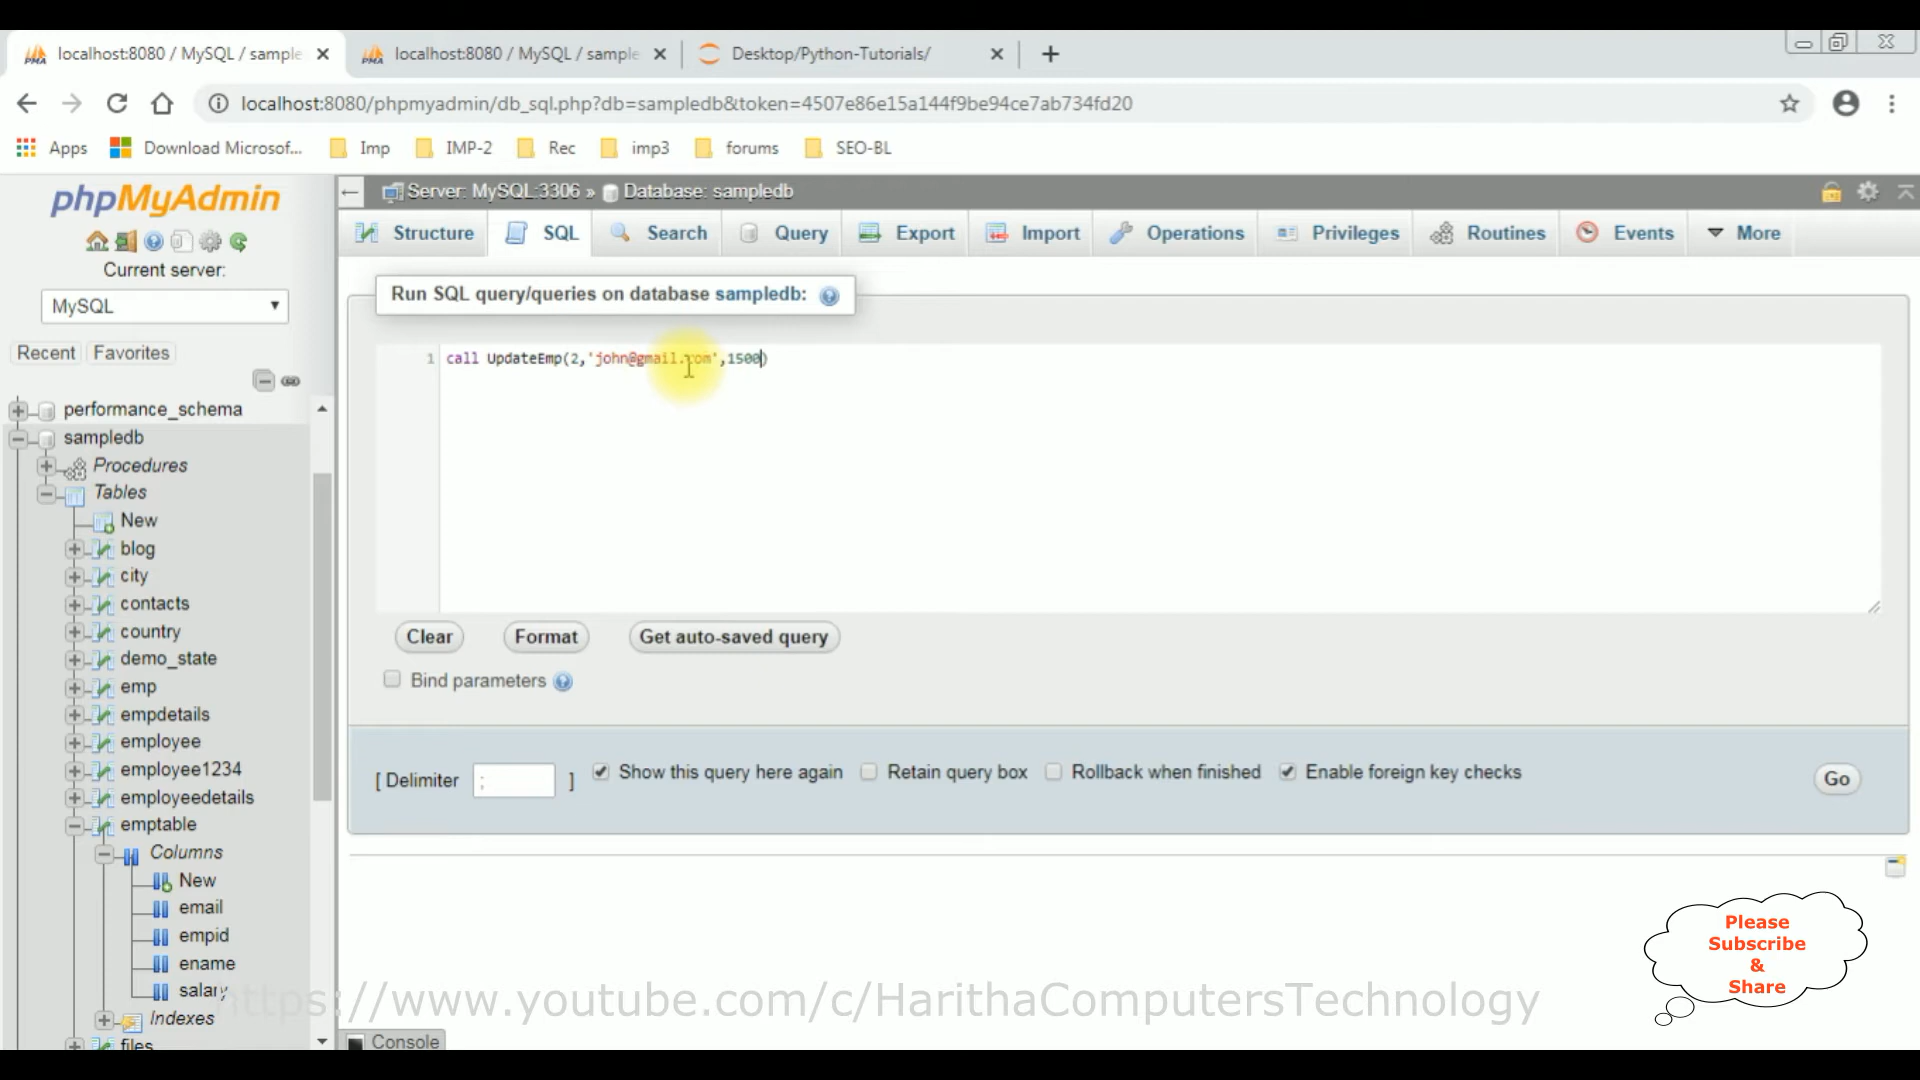 localhost:8080 / MySQL / sample
localhost:8080 / MySQL / sample
Desktop/Python-Tutorials/
localhost:8080/phpmyadmin/db_sql.php?db=sampledb&token=4507e86e15a144f9be94ce7ab734fd20
Apps
Download Microsof...
Imp
IMP-2
Rec
imp3
forums
SEO-BL
phpMyAdmin
Server: MySQL:3306 » Database: sampledb
Structure
SQL
Search
Query
Export
Import
Operations
Privileges
Routines
Events
More
Current server:
MySQL
Recent
Favorites
Run SQL query/queries on database sampledb:
1 call UpdateEmp(2,'john@gmail.com',1500)
performance_schema
sampledb
Procedures
Tables
New
blog
city
contacts
country
demo_state
emp
empdetails
employee
employee1234
employeedetails
emptable
Columns
New
email
empid
ename
salary
Indexes
files
Clear
Format
Get auto-saved query
Bind parameters
[ Delimiter ; ]
Show this query here again
Retain query box
Rollback when finished
Enable foreign key checks
Go
Please
Subscribe
&
Share
https://www.youtube.com/c/HarithaComputersTechnology
Console